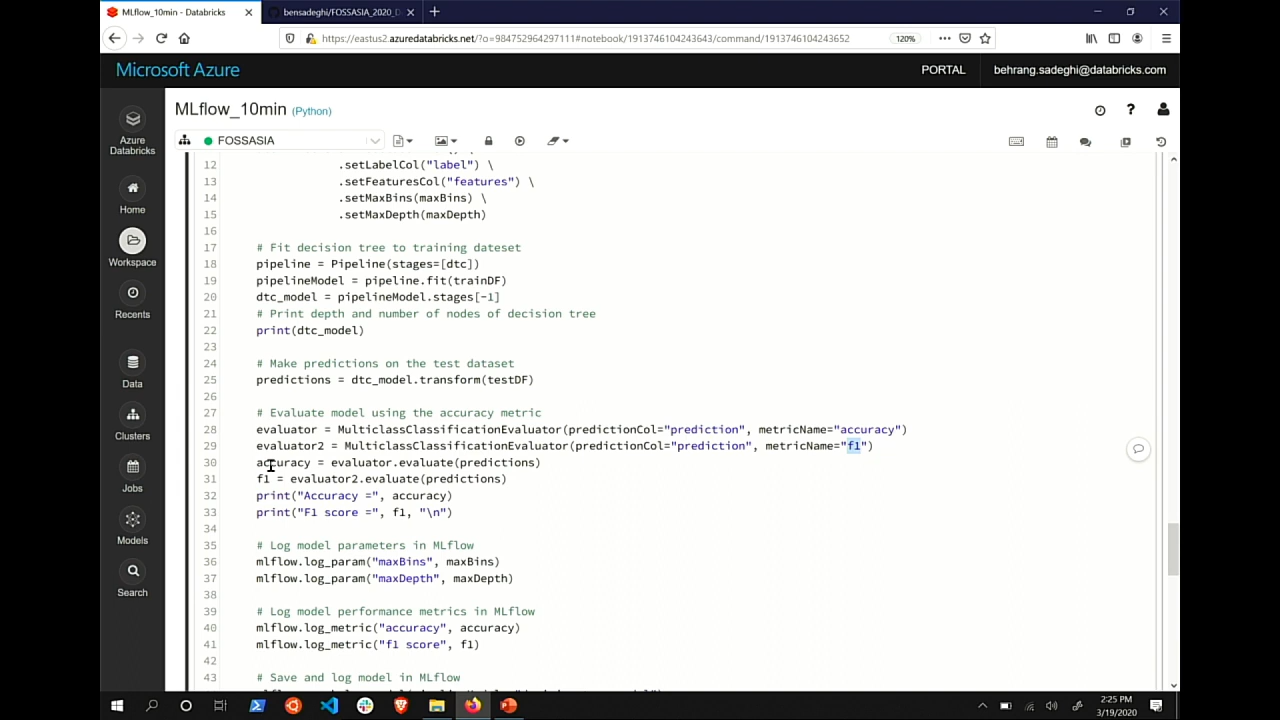 MLflow_10min - Databricks
bensadeghi/FOSSASIA_2020_D
https://eastus2.azuredatabricks.net/?o=984752964297111#notebook/1913746104243643/command/1913746104243652
120%
Microsoft Azure
PORTAL
behrang.sadeghi@databricks.com
MLflow_10min (Python)
FOSSASIA
Azure Databricks
Home
Workspace
Recents
Data
Clusters
Jobs
Models
Search
12 .setLabelCol("label") \
13 .setFeaturesCol("features") \
14 .setMaxBins(maxBins) \
15 .setMaxDepth(maxDepth)
16
17 # Fit decision tree to training dateset
18 pipeline = Pipeline(stages=[dtc])
19 pipelineModel = pipeline.fit(trainDF)
20 dtc_model = pipelineModel.stages[-1]
21 # Print depth and number of nodes of decision tree
22 print(dtc_model)
23
24 # Make predictions on the test dataset
25 predictions = dtc_model.transform(testDF)
26
27 # Evaluate model using the accuracy metric
28 evaluator = MulticlassClassificationEvaluator(predictionCol="prediction", metricName="accuracy")
29 evaluator2 = MulticlassClassificationEvaluator(predictionCol="prediction", metricName="f1")
30 accuracy = evaluator.evaluate(predictions)
31 f1 = evaluator2.evaluate(predictions)
32 print("Accuracy =", accuracy)
33 print("F1 score =", f1, "\n")
34
35 # Log model parameters in MLflow
36 mlflow.log_param("maxBins", maxBins)
37 mlflow.log_param("maxDepth", maxDepth)
38
39 # Log model performance metrics in MLflow
40 mlflow.log_metric("accuracy", accuracy)
41 mlflow.log_metric("f1 score", f1)
42
43 # Save and log model in MLflow
2:25 PM
3/19/2020